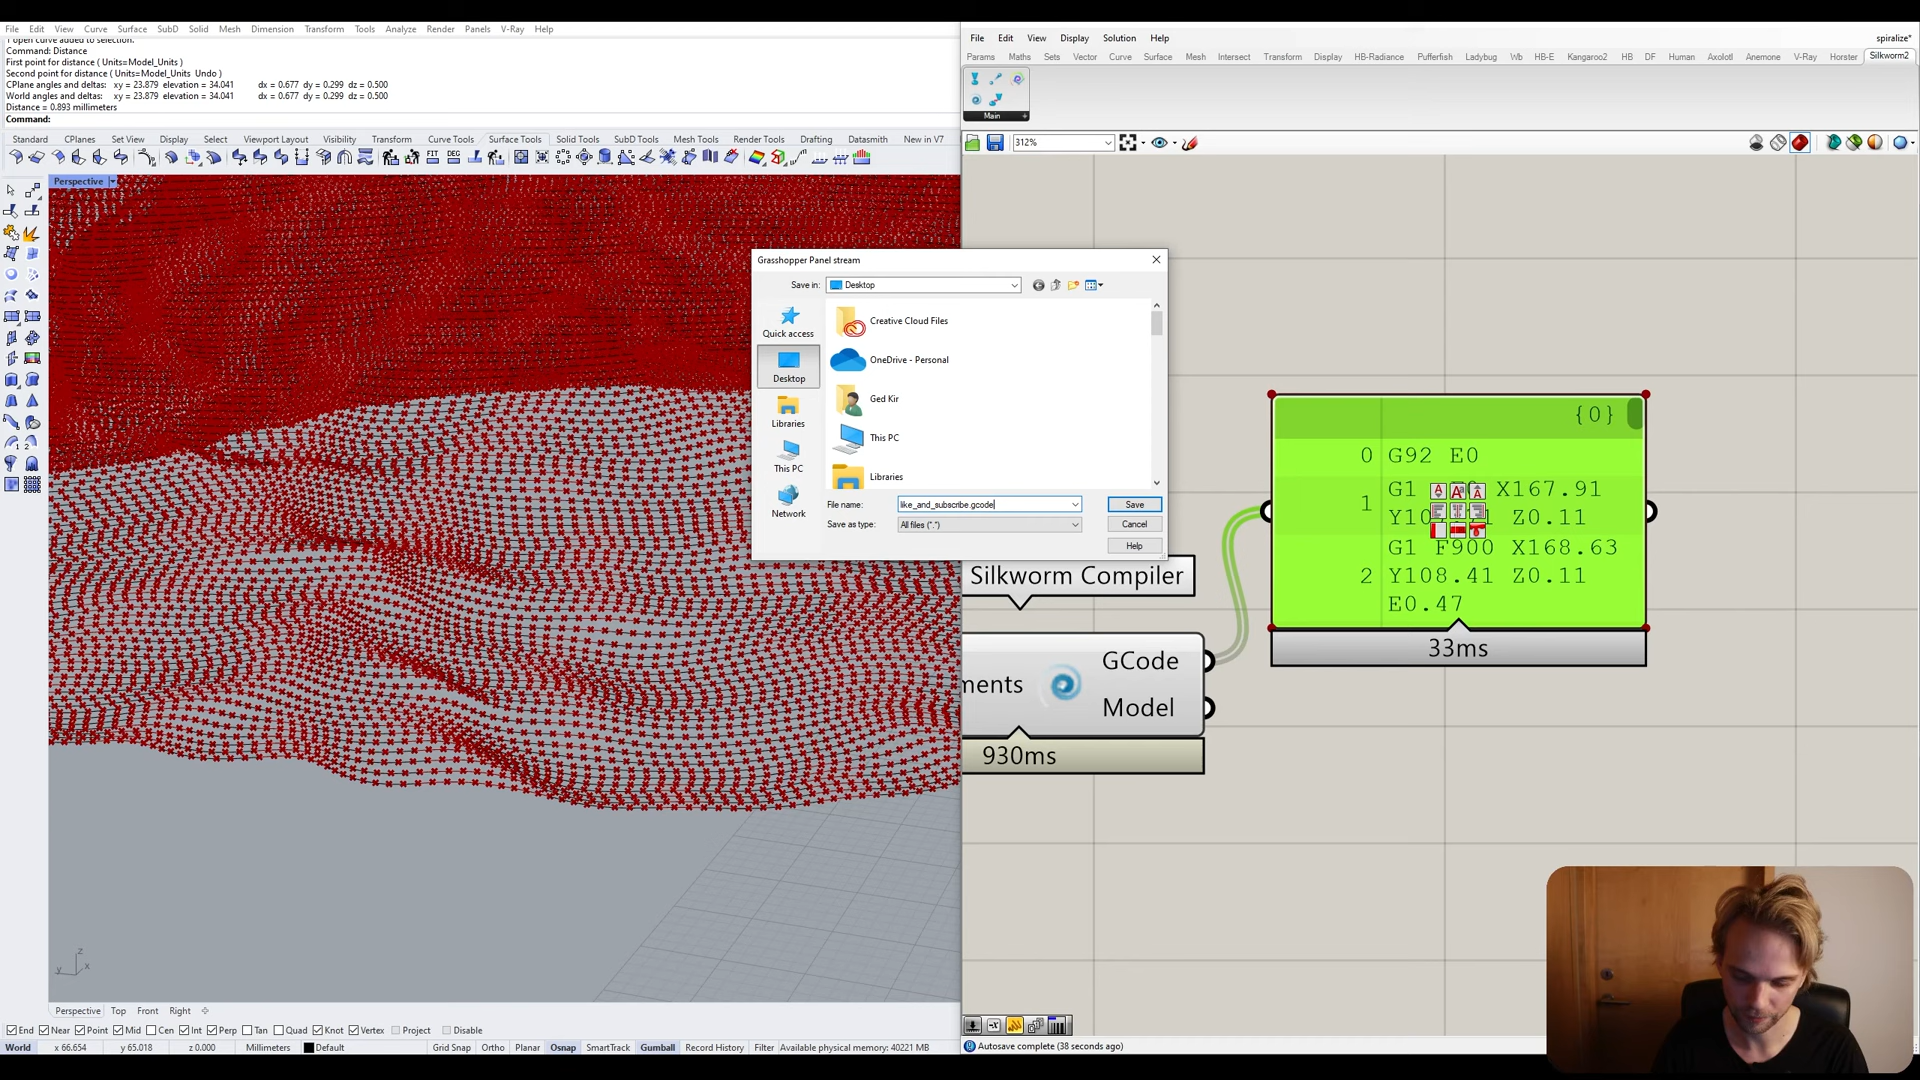 File Edit View Curve Surface SubD Solid Mesh Dimension Transform Tools Analyze Render Panels V-Ray Help
1 open curve added to selection.
Command: Distance
First point for distance ( Units=Model_Units )
Second point for distance ( Units=Model_Units Undo )
CPlane angles and deltas: xy = 23.879 elevation = 34.041 dx = 0.677 dy = 0.299 dz = 0.500
World angles and deltas: xy = 23.879 elevation = 34.041 dx = 0.677 dy = 0.299 dz = 0.500
Distance = 0.893 millimeters
Command:
Standard CPlanes Set View Display Select Viewport Layout Visibility Transform Curve Tools Surface Tools Solid Tools SubD Tools Mesh Tools Render Tools Drafting Datasmith New in V7
FIT DEG
Perspective
z
y x
Perspective Top Front Right
End Near Point Mid Cen Int Perp Tan Quad Knot Vertex Project Disable
World x 66.654 y 65.018 z 0.000 Millimeters Default Grid Snap Ortho Planar Osnap SmartTrack Gumball Record History Filter Available physical memory: 40221 MB
File Edit View Display Solution Help spiralize*
Params Maths Sets Vector Curve Surface Mesh Intersect Transform Display HB-Radiance Pufferfish Ladybug Wb HB-E Kangaroo2 HB DF Human Axolotl Anemone V-Ray Horster Silkworm2
Main
312%
Grasshopper Panel stream
Save in: Desktop
Quick access
Desktop
Libraries
This PC
Network
Creative Cloud Files
OneDrive - Personal
Ged Kir
This PC
Libraries
File name: like_and_subscribe.gcode Save
Save as type: All files (*.*) Cancel
Help
Silkworm Compiler
ments
GCode
Model
930ms
{0}
0 G92 E0
1 G1 X167.91
Z0.11
2 G1 F900 X168.63
Y108.41 Z0.11
E0.47
33ms
Autosave complete (38 seconds ago)